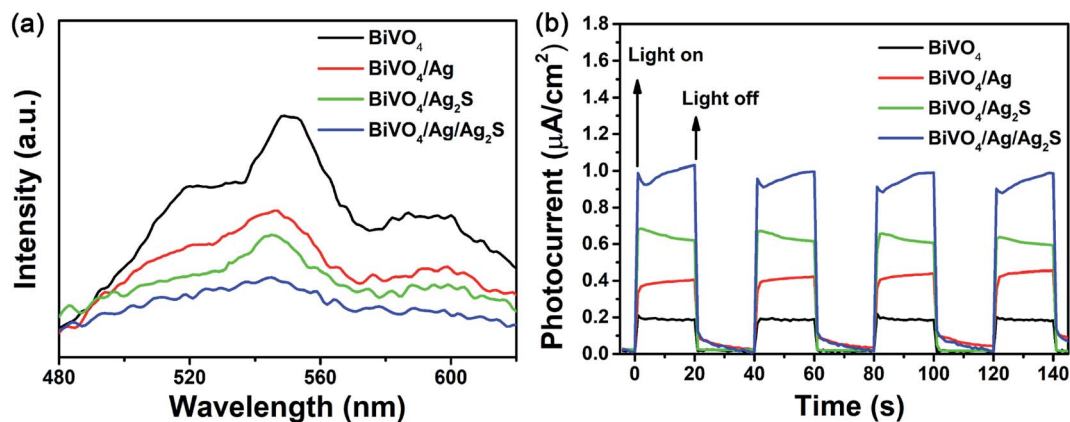 (a)
BiVO₄
BiVO₄/Ag
BiVO₄/Ag₂S
BiVO₄/Ag/Ag₂S
Intensity (a.u.)
480 520 560 600
Wavelength (nm)
(b)
BiVO₄
BiVO₄/Ag
BiVO₄/Ag₂S
BiVO₄/Ag/Ag₂S
Light on
Light off
Photocurrent (μA/cm²)
1.8
1.6
1.4
1.2
1.0
0.8
0.6
0.4
0.2
0.0
0 20 40 60 80 100 120 140
Time (s)